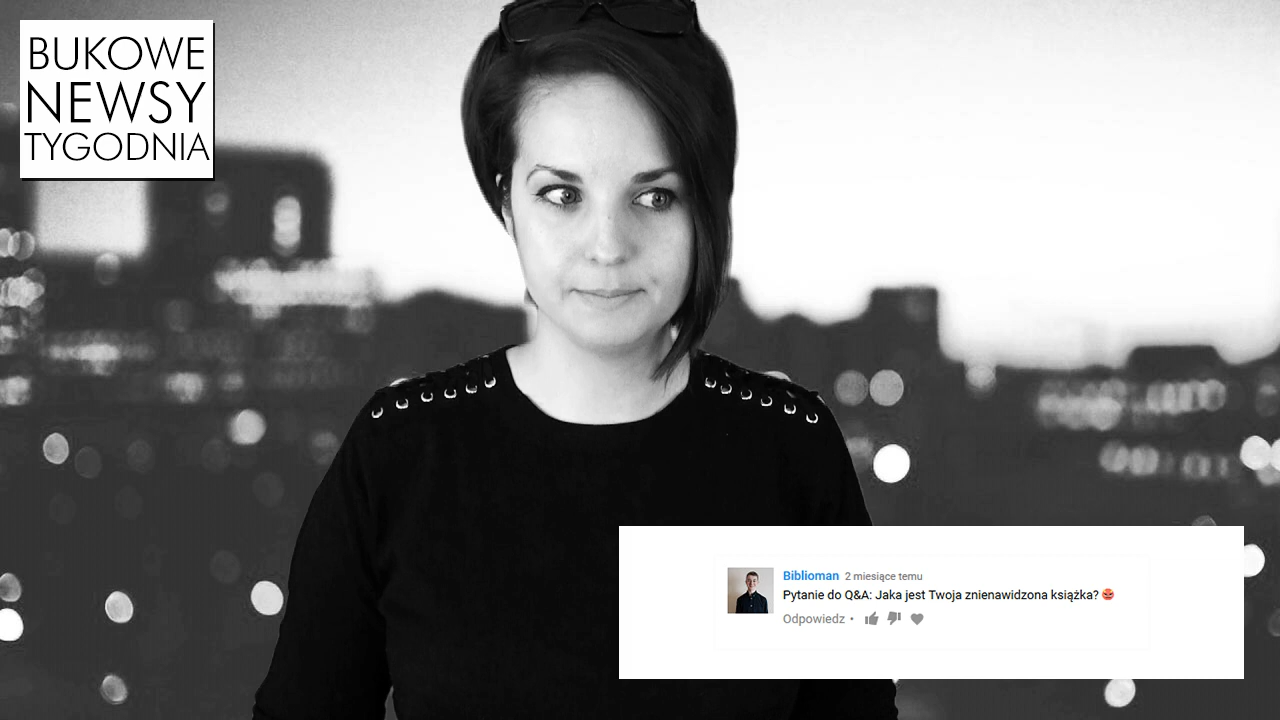 BUKOWE
NEWSY
TYGODNIA
Biblioman 2 miesiące temu
Pytanie do Q&A: Jaka jest Twoja znienawidzona książka? 😡
Odpowiedz •